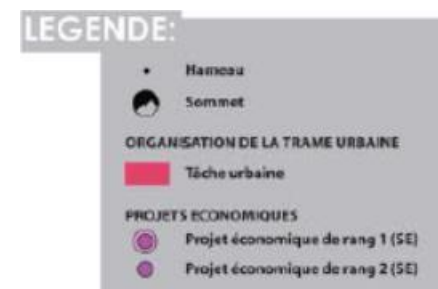 LEGENDE:
Hameau
Sommet
ORGANISATION DE LA TRAME URBAINE
Tâche urbaine
PROJETS ECONOMIQUES
Projet économique de rang 1 (SE)
Projet économique de rang 2 (SE)